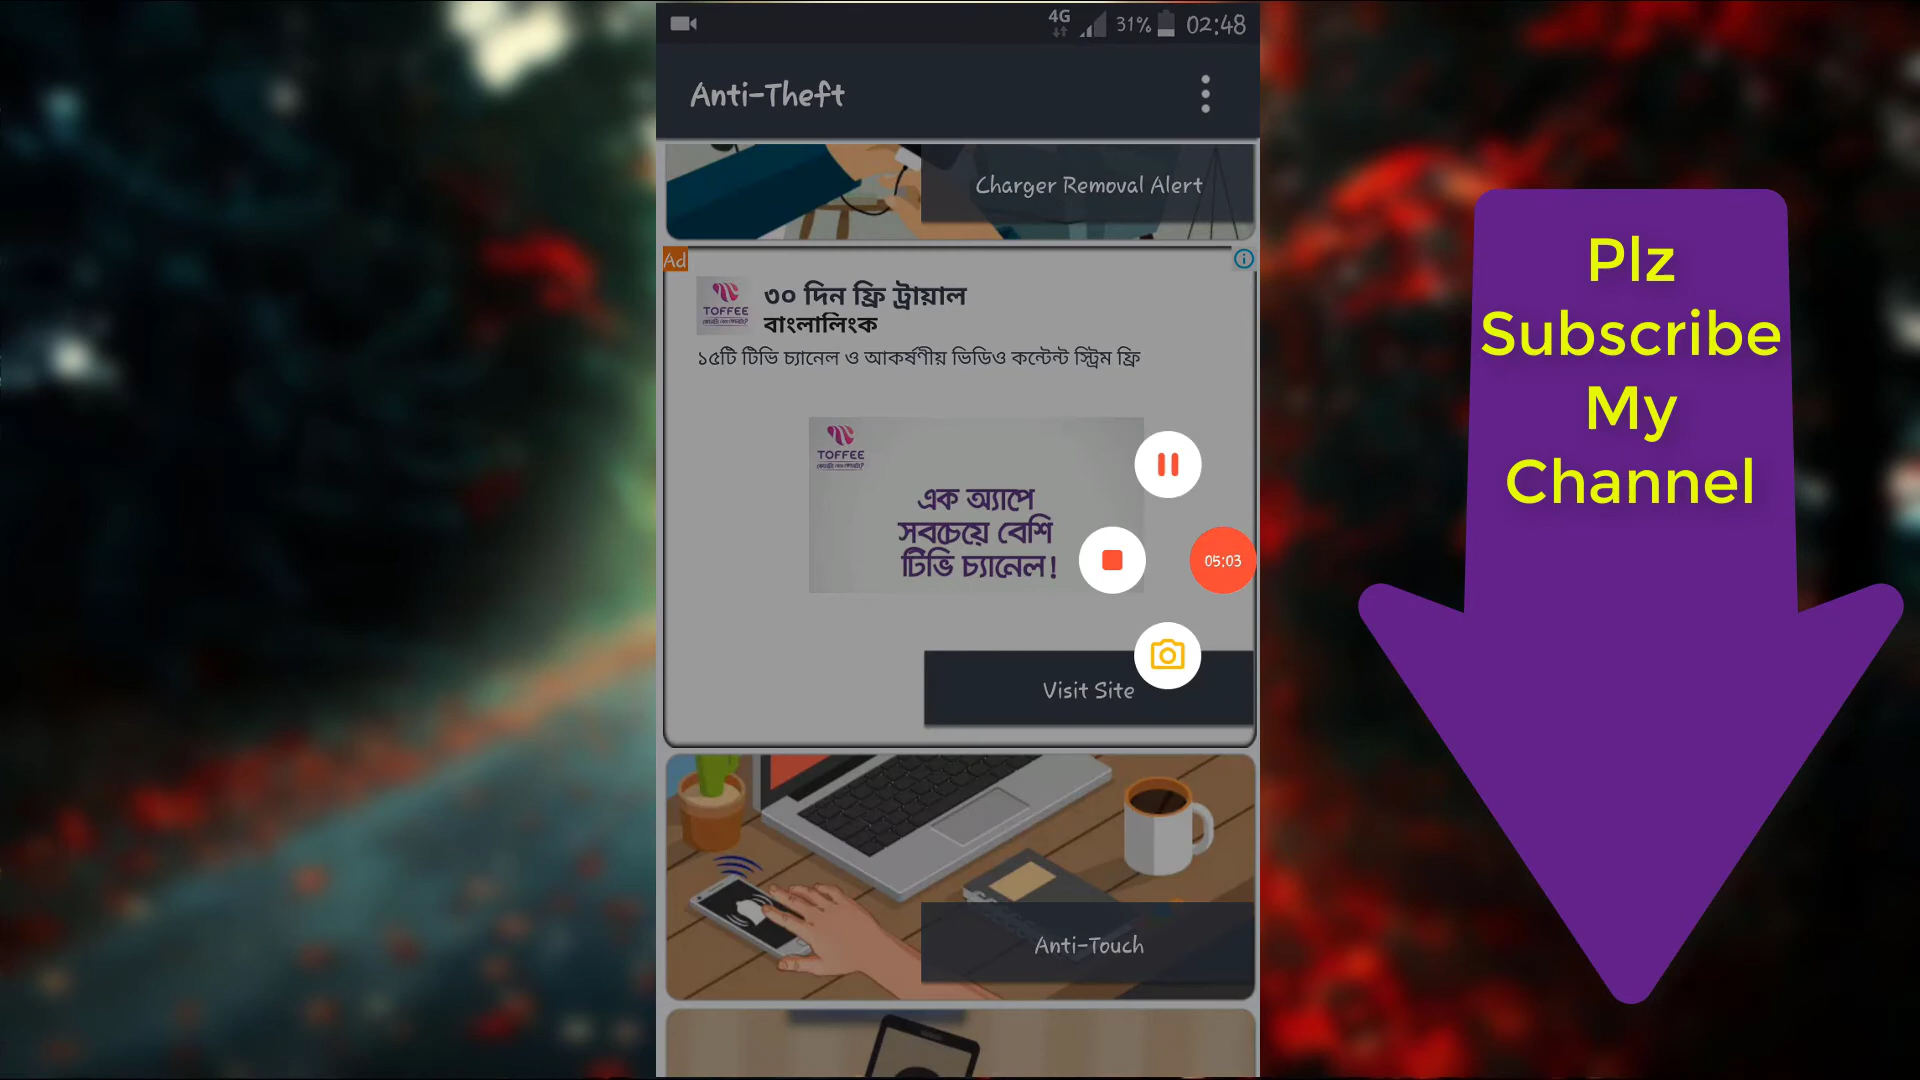 4G 31% 02:48
Anti-Theft
Charger Removal Alert
Ad
TOFFEE
৩০ দিন ফ্রি ট্রায়াল
বাংলালিংক
১৫টি টিভি চ্যানেল ও আকর্ষণীয় ভিডিও কন্টেন্ট স্ট্রিম ফ্রি
TOFFEE
এক অ্যাপে
সবচেয়ে বেশি
টিভি চ্যানেল!
05:03
Visit Site
Anti-Touch
Plz
Subscribe
My
Channel